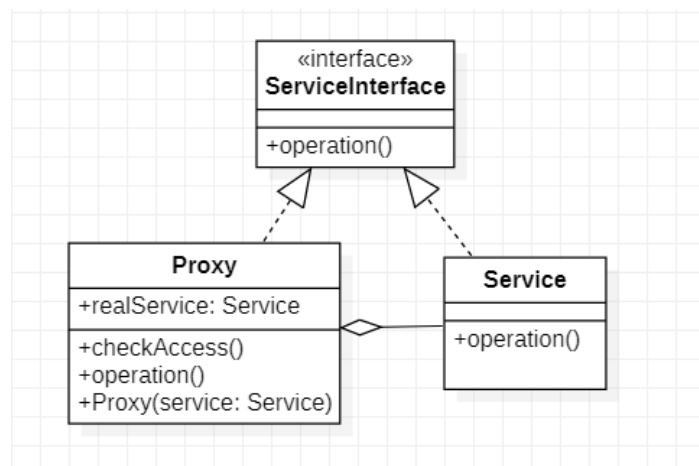 «interface»
ServiceInterface
+operation()
Proxy
+realService: Service
+checkAccess()
+operation()
+Proxy(service: Service)
Service
+operation()